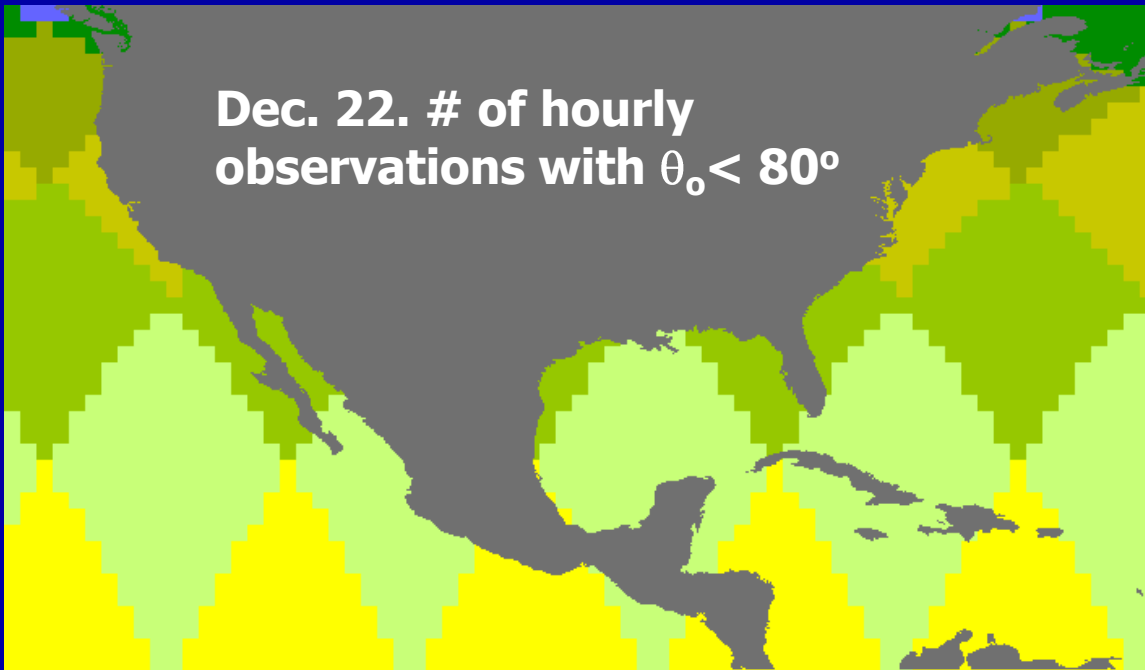 Dec. 22. # of hourly
observations with θₒ< 80º